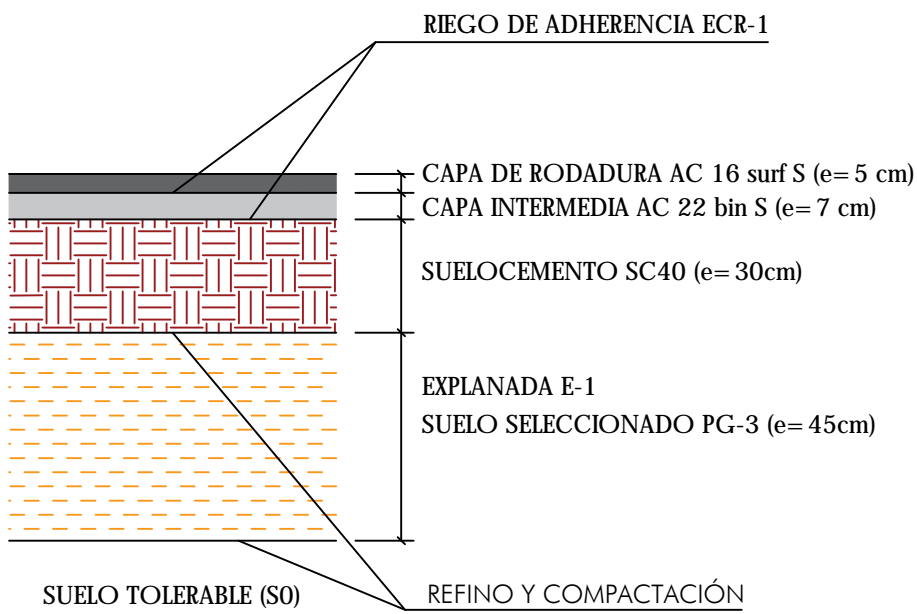 RIEGO DE ADHERENCIA ECR-1
CAPA DE RODADURA AC 16 surf S (e=5 cm)
CAPA INTERMEDIA AC 22 bin S (e=7 cm)
SUELOCEMENTO SC40 (e=30cm)
EXPLANADA E-1
SUELO SELECCIONADO PG-3 (e=45cm)
SUELO TOLERABLE (S0)
REFINO Y COMPACTACIÓN